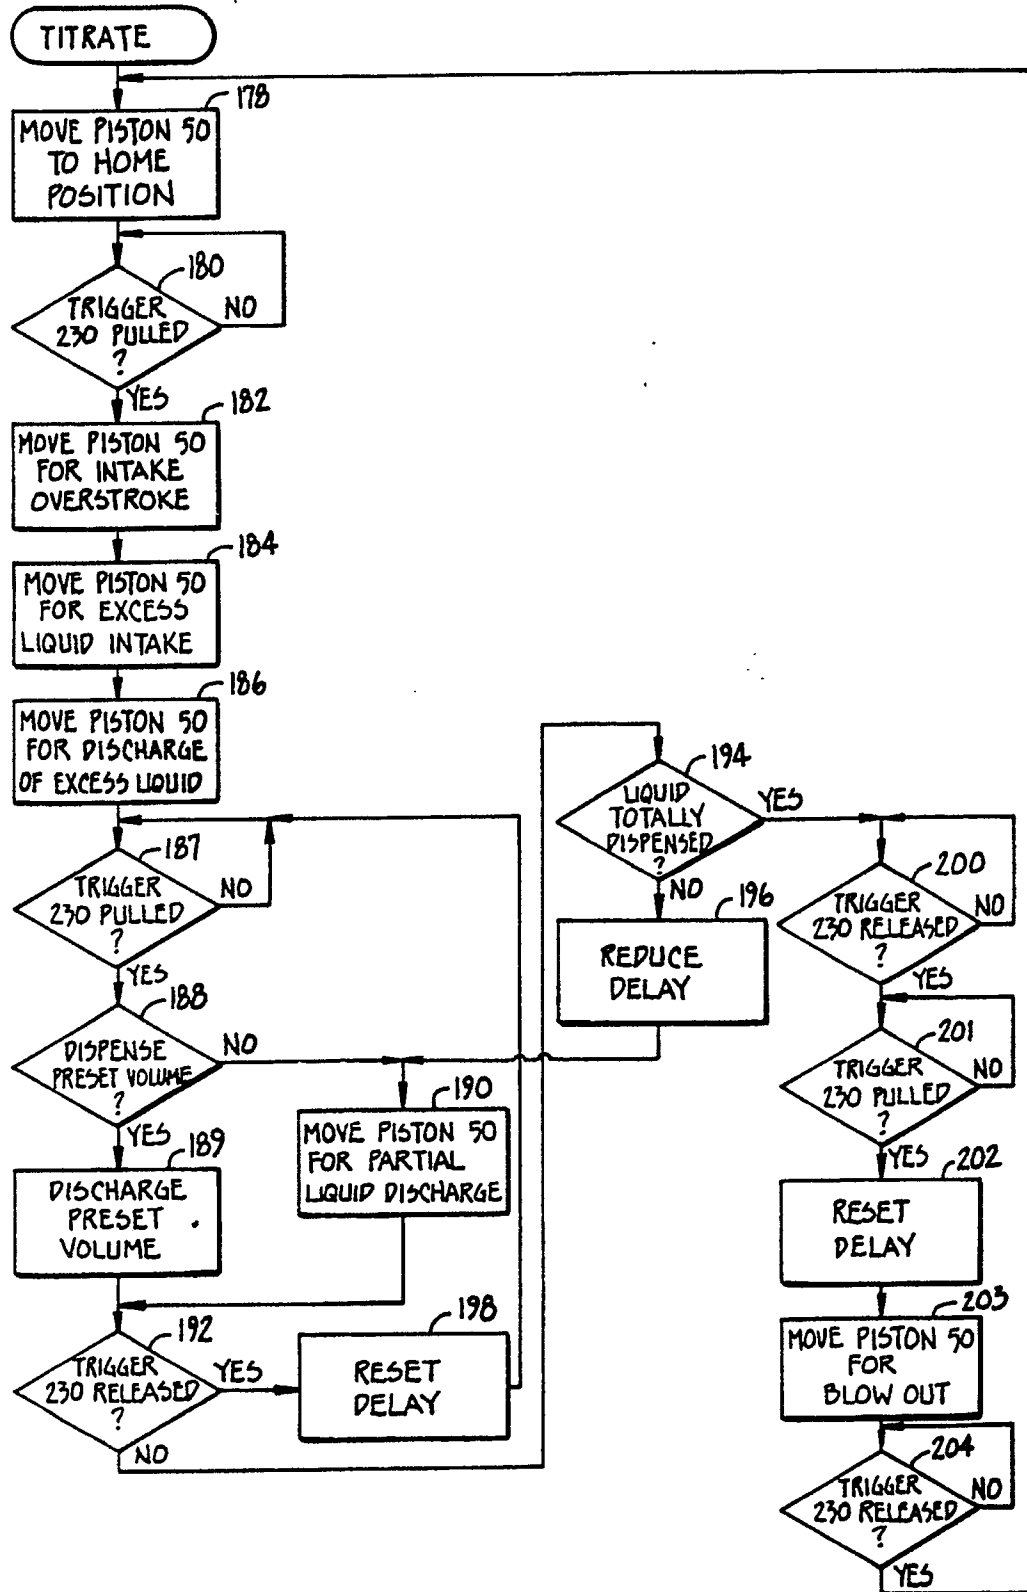 TITRATE
178
MOVE PISTON 50
TO HOME
POSITION
180
TRIGGER
230 PULLED
?
NO
YES
182
MOVE PISTON 50
FOR INTAKE
OVERSTROKE
184
MOVE PISTON 50
FOR EXCESS
LIQUID INTAKE
186
MOVE PISTON 50
FOR DISCHARGE
OF EXCESS LIQUID
187
TRIGGER
230 PULLED
?
NO
YES
188
DISPENSE
PRESET VOLUME
?
NO
YES
189
DISCHARGE
PRESET
VOLUME
190
MOVE PISTON 50
FOR PARTIAL
LIQUID DISCHARGE
192
TRIGGER
230 RELEASED
?
YES
NO
198
RESET
DELAY
194
LIQUID
TOTALLY
DISPENSED
?
YES
NO
196
REDUCE
DELAY
200
TRIGGER
230 RELEASED
?
NO
YES
201
TRIGGER
230 PULLED
?
NO
YES
202
RESET
DELAY
203
MOVE PISTON 50
FOR
BLOW OUT
204
TRIGGER
230 RELEASED
?
NO
YES